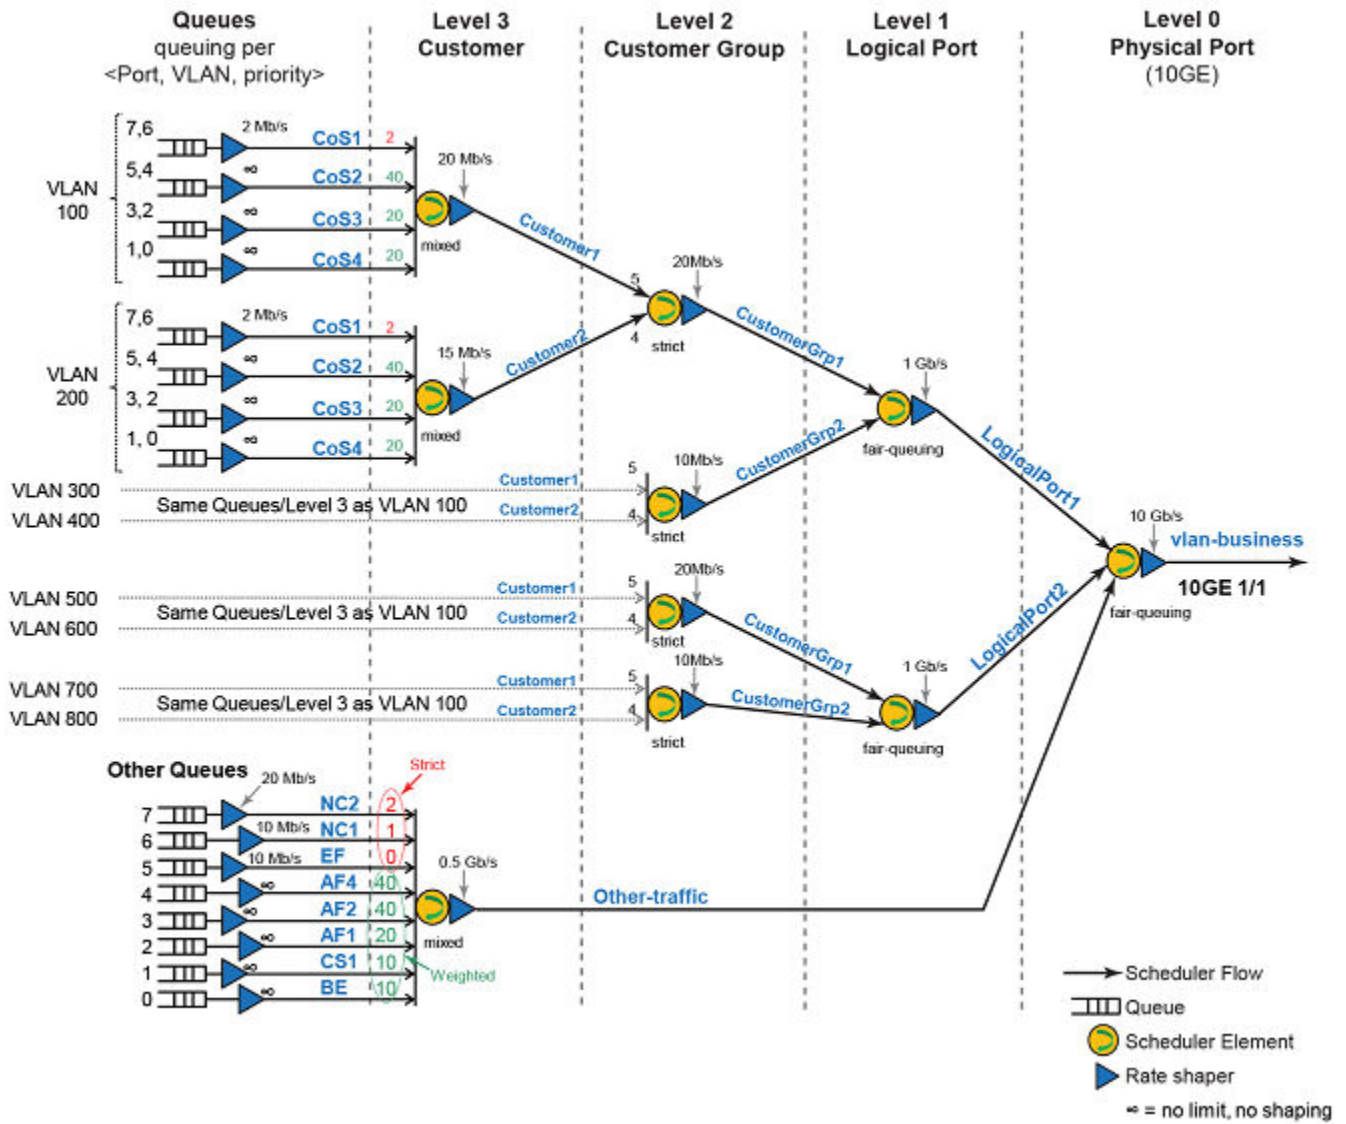 Queues
queuing per
<Port, VLAN, priority>
Level 3
Customer
Level 2
Customer Group
Level 1
Logical Port
Level 0
Physical Port
(10GE)
VLAN
100
7,6
2 Mb/s
CoS1
2
5,4
∞
CoS2
40
3,2
∞
CoS3
20
1,0
∞
CoS4
20
20 Mb/s
mixed
Customer1
VLAN
200
7,6
2 Mb/s
CoS1
2
5, 4
∞
CoS2
40
3, 2
∞
CoS3
20
1, 0
∞
CoS4
20
15 Mb/s
mixed
Customer2
5
4
20Mb/s
strict
CustomerGrp1
VLAN 300
VLAN 400
Same Queues/Level 3 as VLAN 100
Customer1
Customer2
5
4
10Mb/s
strict
CustomerGrp2
1 Gb/s
fair-queuing
LogicalPort1
VLAN 500
VLAN 600
Same Queues/Level 3 as VLAN 100
Customer1
Customer2
5
4
20Mb/s
strict
CustomerGrp1
VLAN 700
VLAN 800
Same Queues/Level 3 as VLAN 100
Customer1
Customer2
5
4
10Mb/s
strict
CustomerGrp2
1 Gb/s
fair-queuing
LogicalPort2
10 Gb/s
vlan-business
10GE 1/1
fair-queuing
Other Queues
Strict
7
20 Mb/s
NC2
2
6
10 Mb/s
NC1
1
5
10 Mb/s
EF
0
4
∞
AF4
40
3
∞
AF2
40
2
∞
AF1
20
1
∞
CS1
10
0
∞
BE
10
Weighted
0.5 Gb/s
mixed
Other-traffic
Scheduler Flow
Queue
Scheduler Element
Rate shaper
∞ = no limit, no shaping